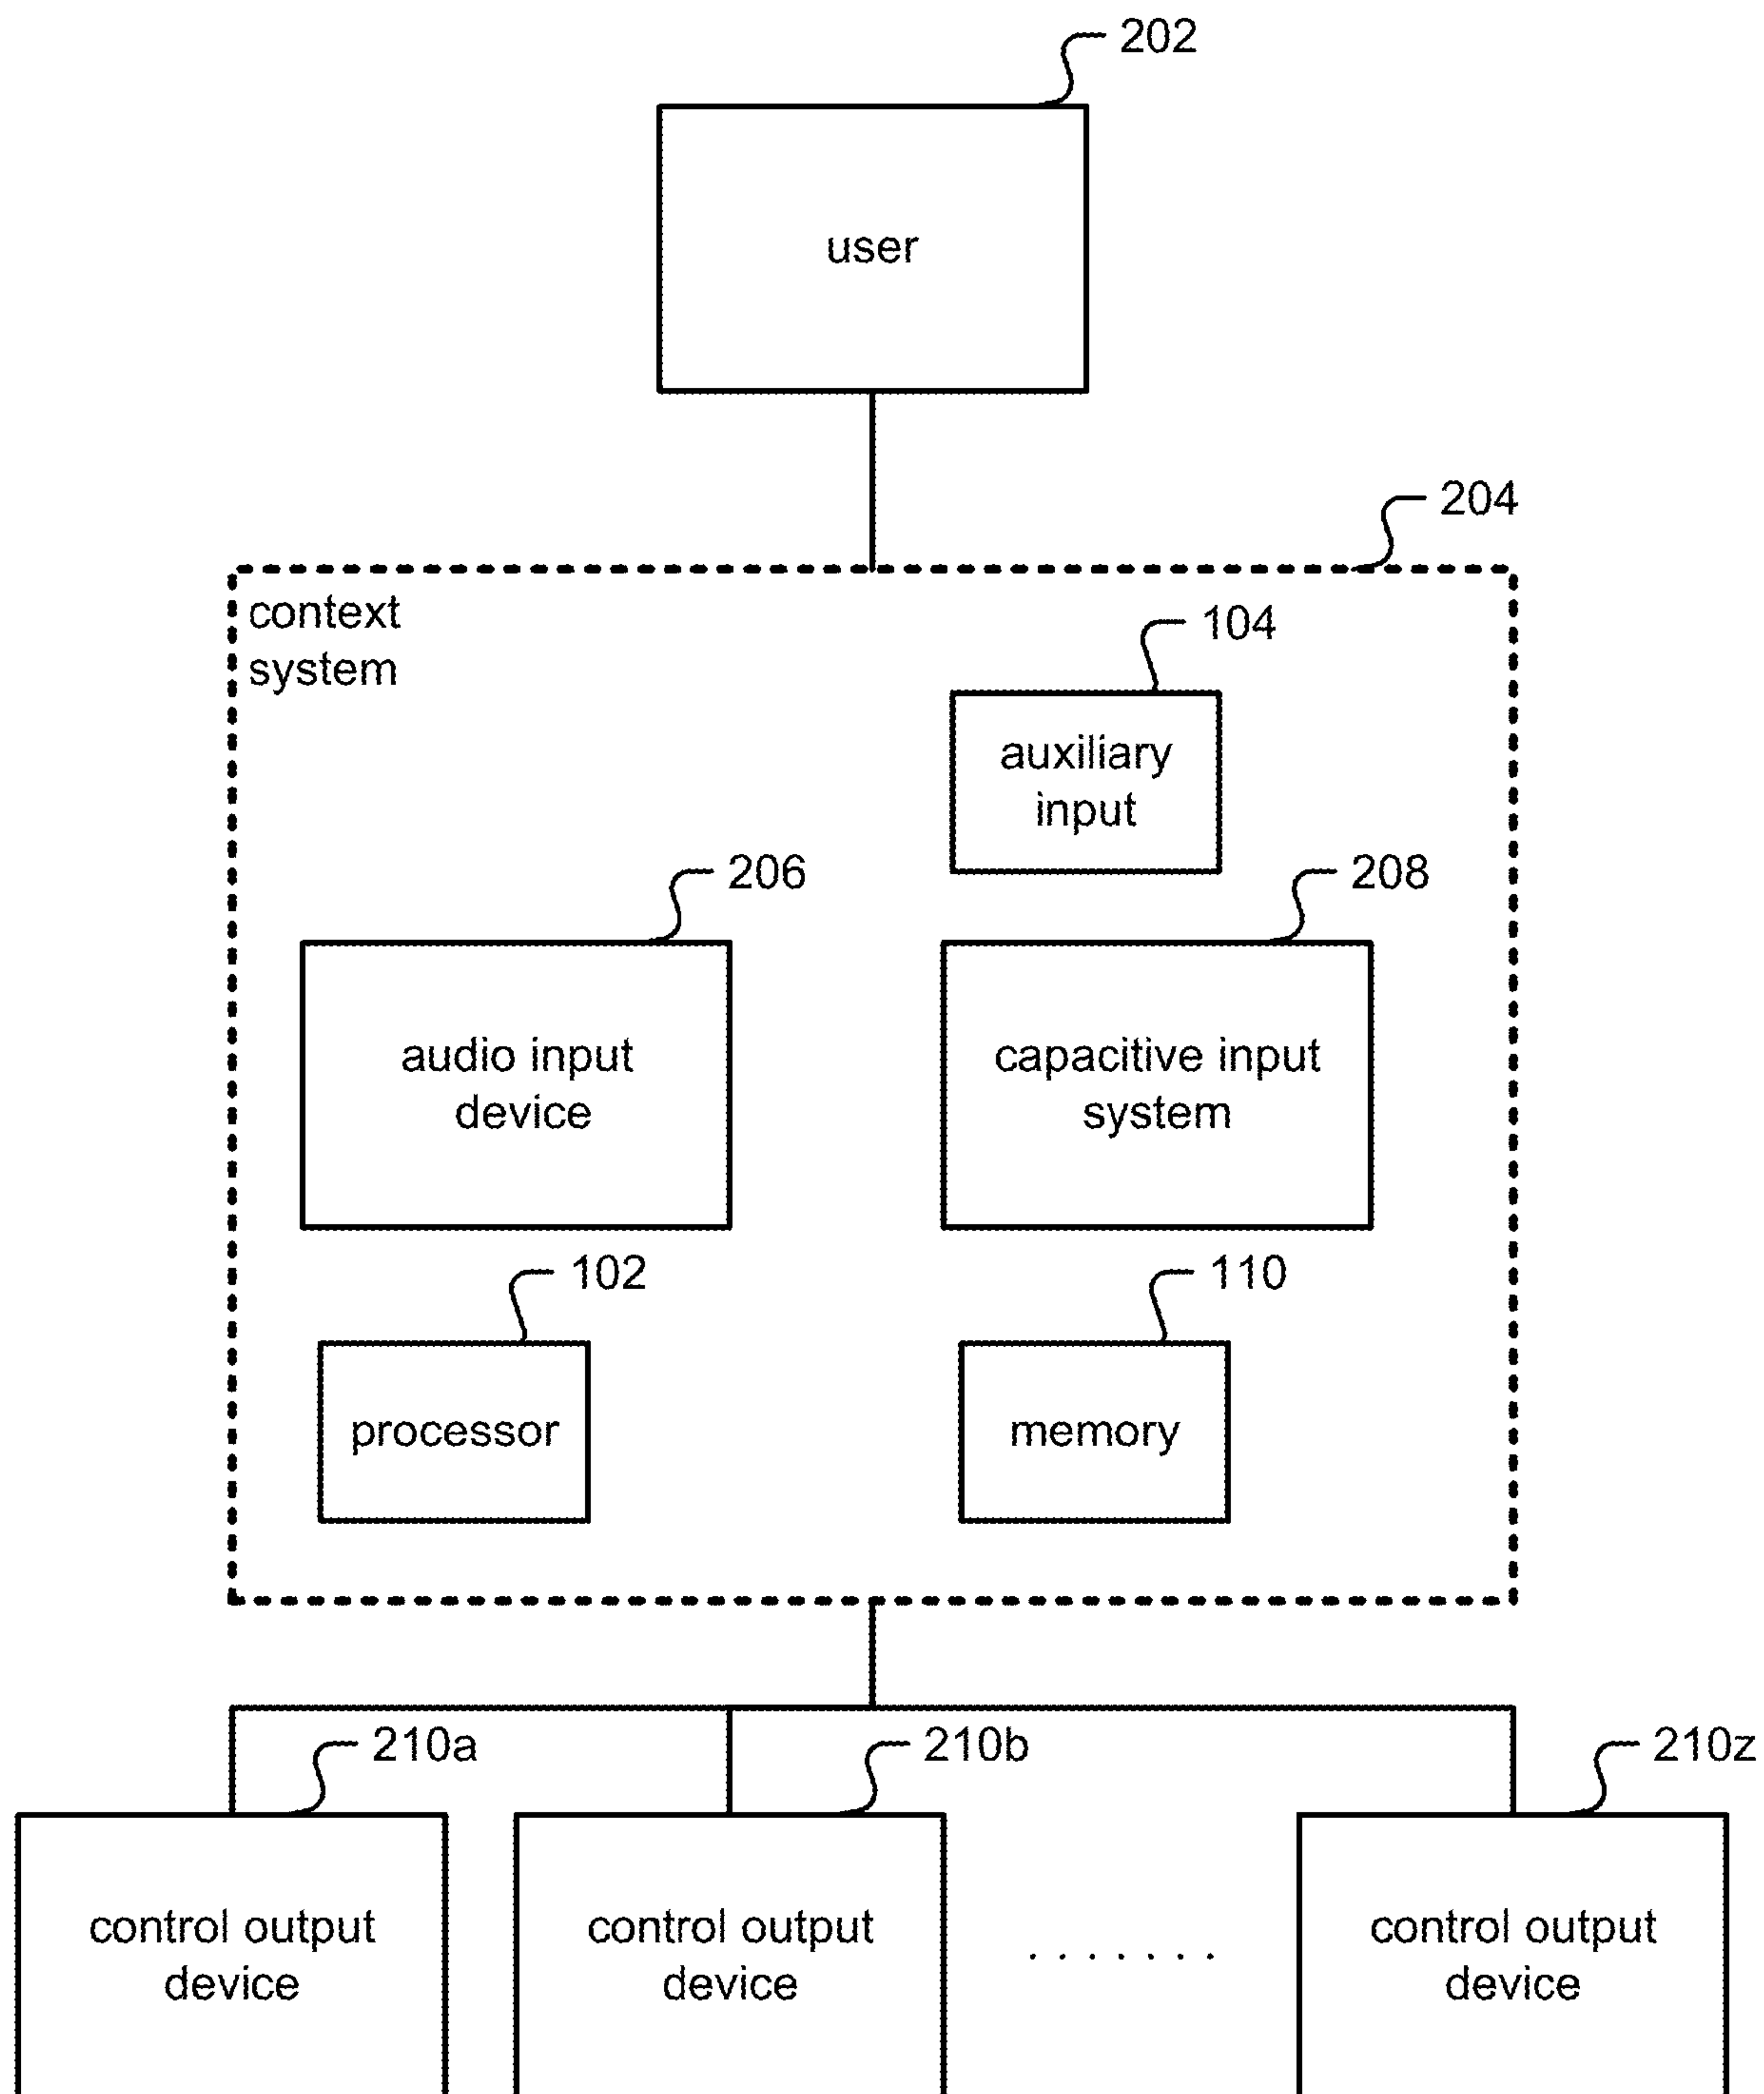 202
user
204
context
system
104
auxiliary
input
206
208
audio input
device
capacitive input
system
102
110
processor
memory
210a
210b
210z
control output
device
control output
device
. . . . . . .
control output
device